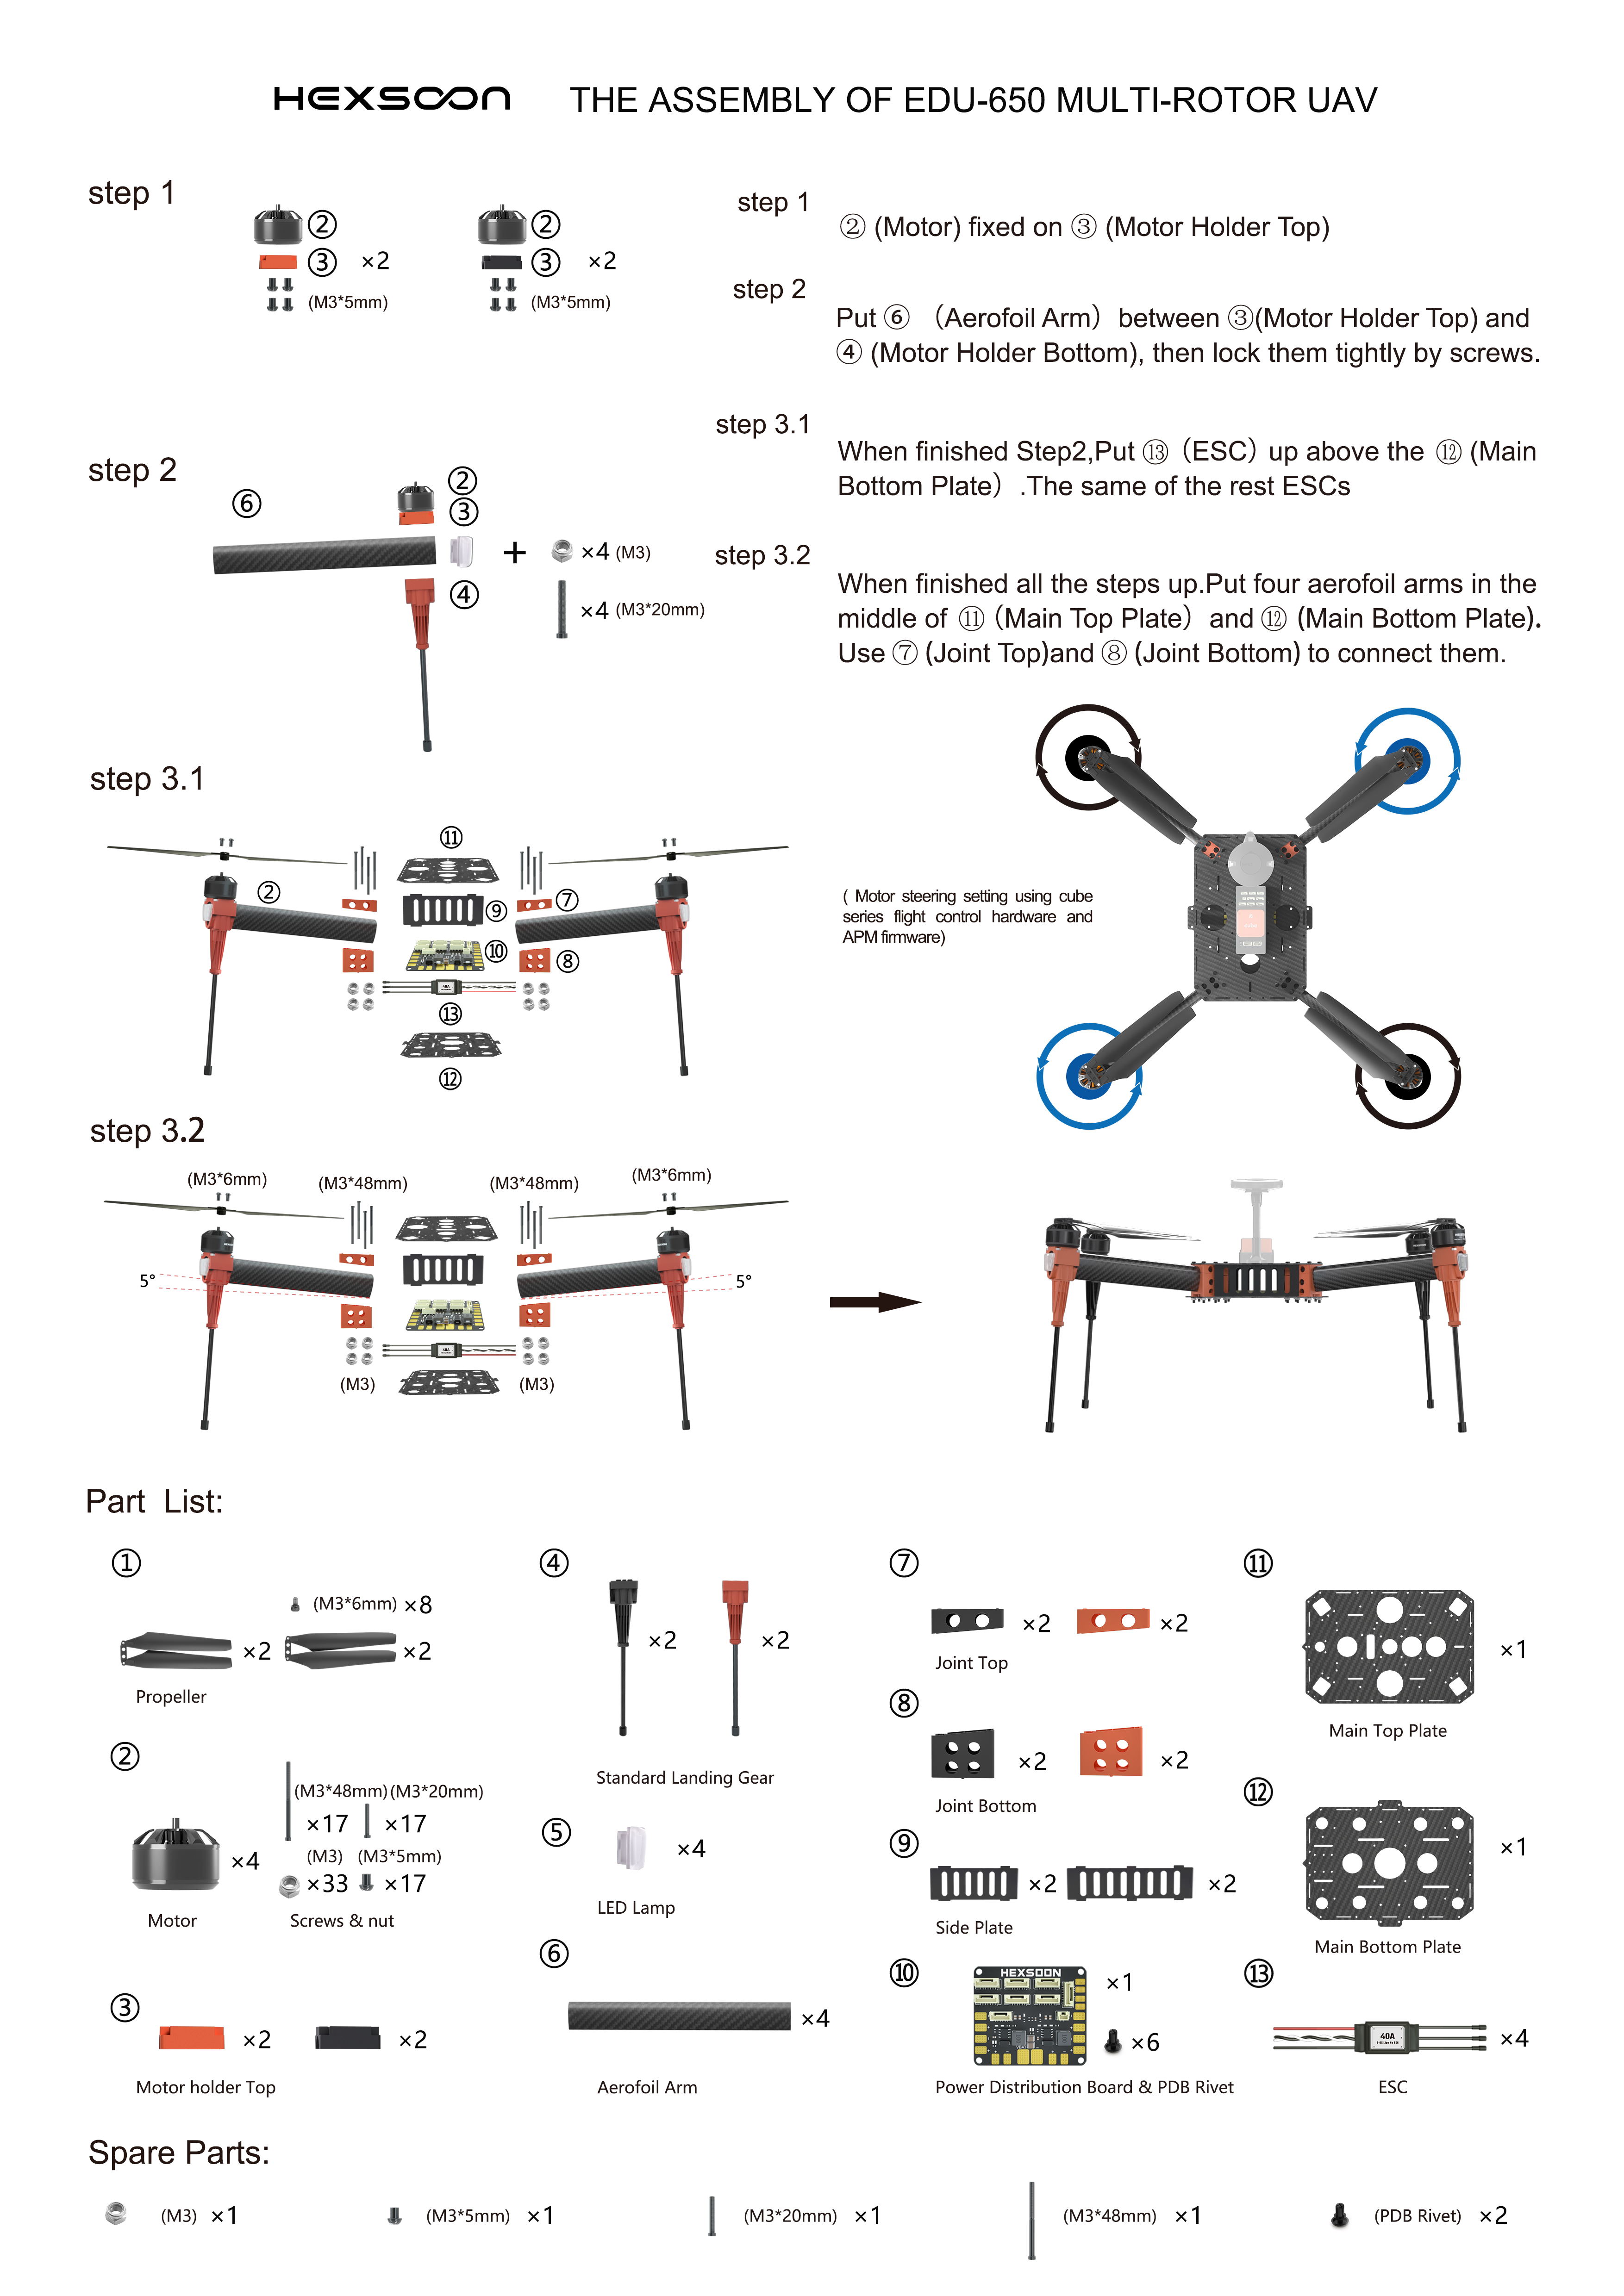 HEXSOON THE ASSEMBLY OF EDU-650 MULTI-ROTOR UAV
step 1
② ②
③ ×2 ③ ×2
(M3*5mm) (M3*5mm)
step 1
② (Motor) fixed on ③ (Motor Holder Top)
step 2
Put ⑥ （Aerofoil Arm）between ③(Motor Holder Top) and
④ (Motor Holder Bottom), then lock them tightly by screws.
step 3.1
When finished Step2,Put ⑬（ESC）up above the ⑫ (Main
Bottom Plate）.The same of the rest ESCs
step 3.2
When finished all the steps up.Put four aerofoil arms in the
middle of ⑪（Main Top Plate）and ⑫ (Main Bottom Plate).
Use ⑦ (Joint Top)and ⑧ (Joint Bottom) to connect them.
step 2
⑥
②
③
+ ×4 (M3)
④
×4 (M3*20mm)
step 3.1
⑪
②
⑦
⑨
⑩
⑧
40A
⑬
⑫
( Motor steering setting using cube
series flight control hardware and
APM firmware)
step 3.2
(M3*6mm) (M3*48mm) (M3*48mm) (M3*6mm)
5° 5°
40A
(M3) (M3)
Part List:
①
(M3*6mm) ×8
×2 ×2
Propeller
②
(M3*48mm) (M3*20mm)
×17 ×17
(M3) (M3*5mm)
×4 ×33 ×17
Motor Screws & nut
③
×2 ×2
Motor holder Top
④
×2 ×2
Standard Landing Gear
⑤
×4
LED Lamp
⑥
×4
Aerofoil Arm
⑦
×2 ×2
Joint Top
⑧
×2 ×2
Joint Bottom
⑨
×2 ×2
Side Plate
⑩
HEXSOON
×1
×6
Power Distribution Board & PDB Rivet
⑪
×1
Main Top Plate
⑫
×1
Main Bottom Plate
⑬
40A
×4
ESC
Spare Parts:
(M3) ×1 (M3*5mm) ×1 (M3*20mm) ×1 (M3*48mm) ×1 (PDB Rivet) ×2